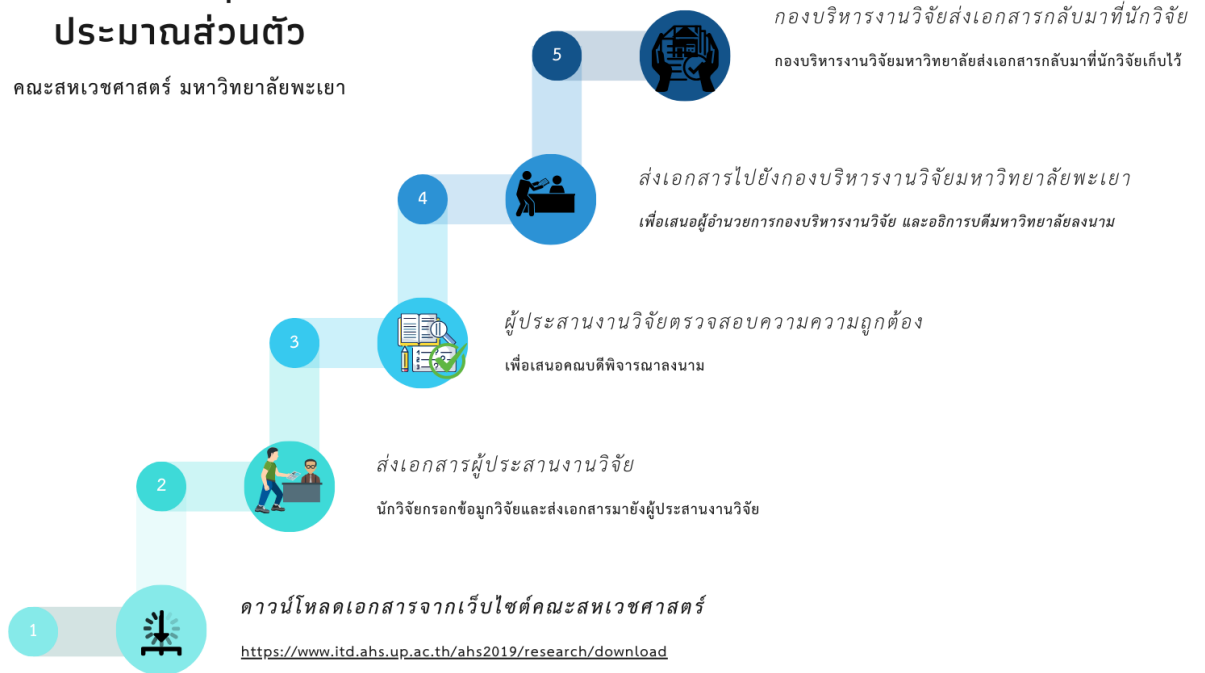 ประมาณส่วนตัว
คณะสหเวชศาสตร์ มหาวิทยาลัยพะเยา
5
กองบริหารงานวิจัยส่งเอกสารกลับมาที่นักวิจัย
กองบริหารงานวิจัยมหาวิทยาลัยส่งเอกสารกลับมาที่นักวิจัยเก็บไว้
4
ส่งเอกสารไปยังกองบริหารงานวิจัยมหาวิทยาลัยพะเยา
เพื่อเสนอผู้อำนวยการกองบริหารงานวิจัย และอธิการบดีมหาวิทยาลัยลงนาม
3
ผู้ประสานงานวิจัยตรวจสอบความความถูกต้อง
เพื่อเสนอคณบดีพิจารณาลงนาม
2
ส่งเอกสารผู้ประสานงานวิจัย
นักวิจัยกรอกข้อมูกวิจัยและส่งเอกสารมายังผู้ประสานงานวิจัย
1
ดาวน์โหลดเอกสารจากเว็บไซต์คณะสหเวชศาสตร์
https://www.itd.ahs.up.ac.th/ahs2019/research/download